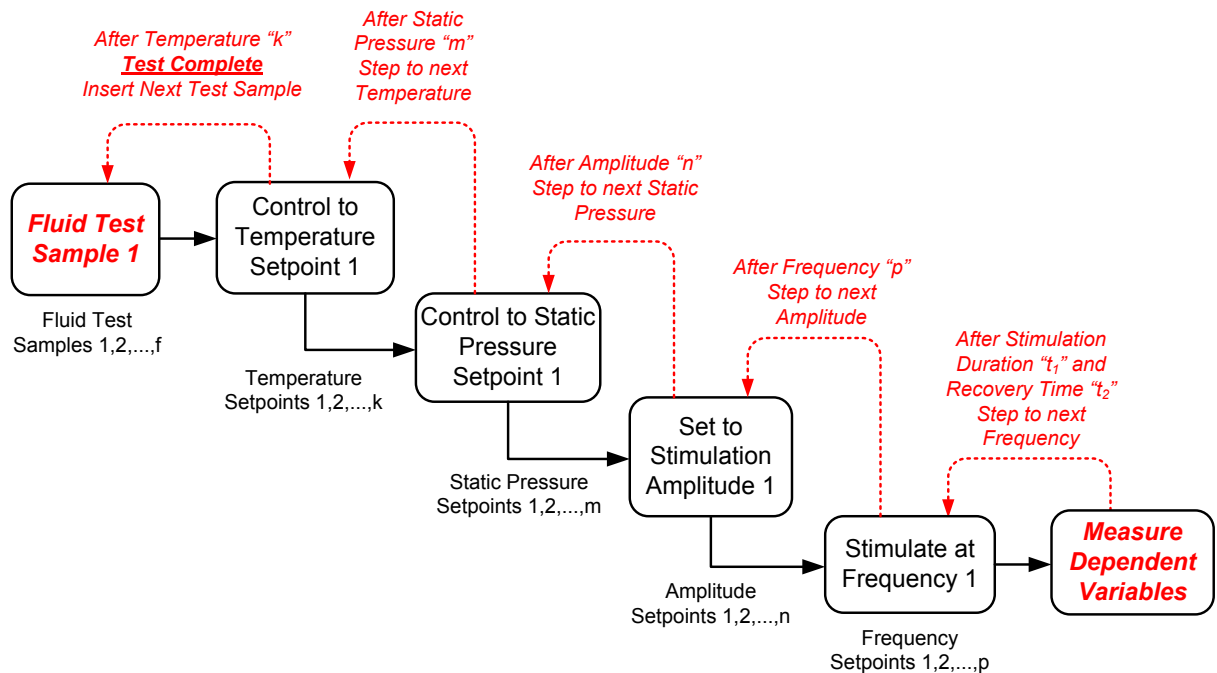 After Temperature “k”
Test Complete
Insert Next Test Sample
After Static
Pressure “m”
Step to next
Temperature
After Amplitude “n”
Step to next Static
Pressure
After Frequency “p”
Step to next
Amplitude
After Stimulation
Duration “t₁” and
Recovery Time “t₂”
Step to next
Frequency
Fluid Test
Sample 1
Fluid Test
Samples 1,2,...,f
Control to
Temperature
Setpoint 1
Temperature
Setpoints 1,2,...,k
Control to Static
Pressure
Setpoint 1
Static Pressure
Setpoints 1,2,...,m
Set to
Stimulation
Amplitude 1
Amplitude
Setpoints 1,2,...,n
Stimulate at
Frequency 1
Frequency
Setpoints 1,2,...,p
Measure
Dependent
Variables